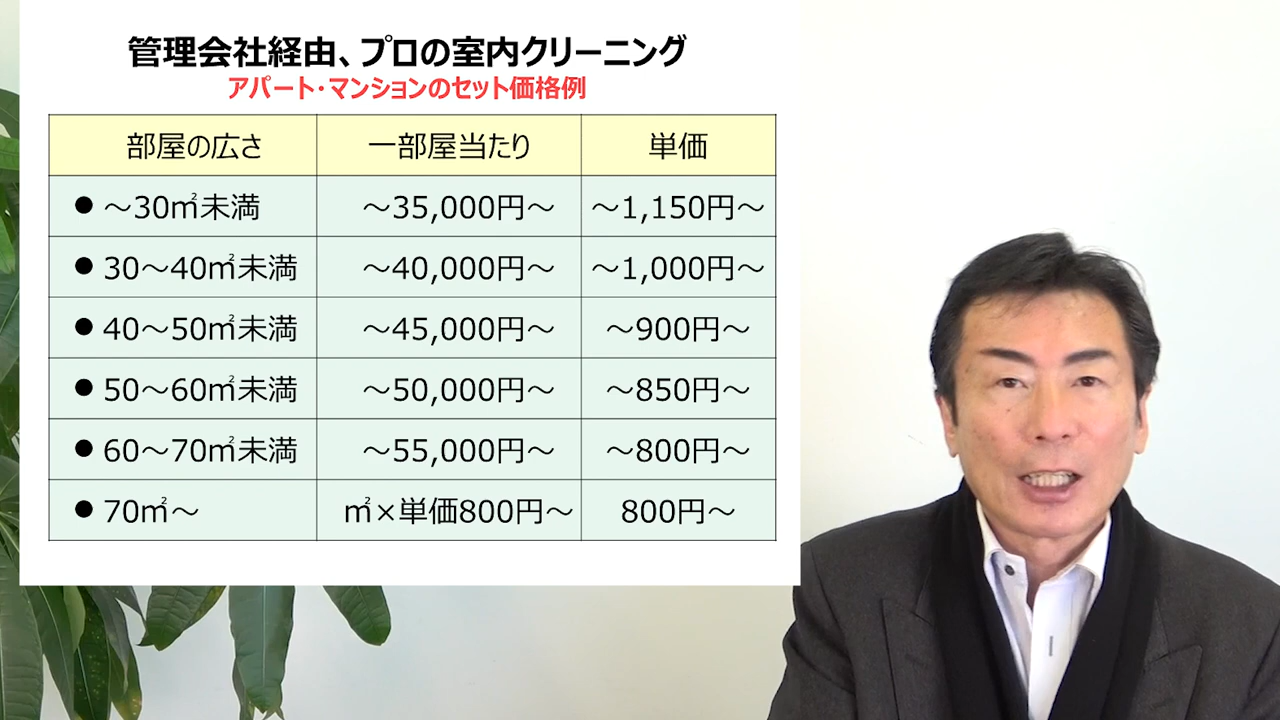 管理会社経由、プロの室内クリーニング
アパート・マンションのセット価格例
部屋の広さ 一部屋当たり 単価
● ～30㎡未満 ～35,000円～ ～1,150円～
● 30～40㎡未満 ～40,000円～ ～1,000円～
● 40～50㎡未満 ～45,000円～ ～900円～
● 50～60㎡未満 ～50,000円～ ～850円～
● 60～70㎡未満 ～55,000円～ ～800円～
● 70㎡～ ㎡×単価800円～ 800円～